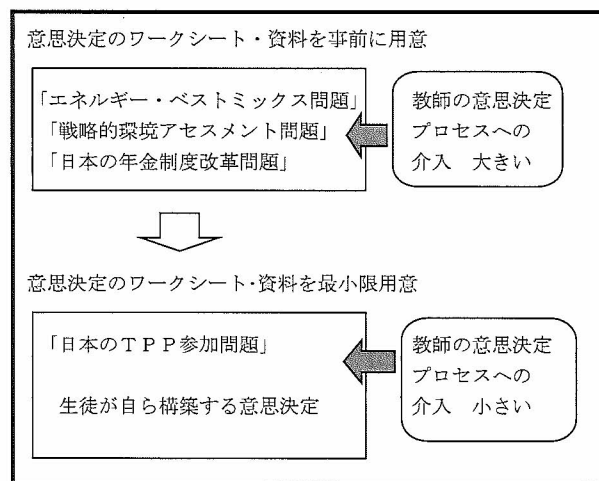 意思決定のワークシート・資料を事前に用意
「エネルギー・ベストミックス問題」
「戦略的環境アセスメント問題」
「日本の年金制度改革問題」
教師の意思決定
プロセスへの
介入　大きい
意思決定のワークシート・資料を最小限用意
「日本のＴＰＰ参加問題」
生徒が自ら構築する意思決定
教師の意思決定
プロセスへの
介入　小さい